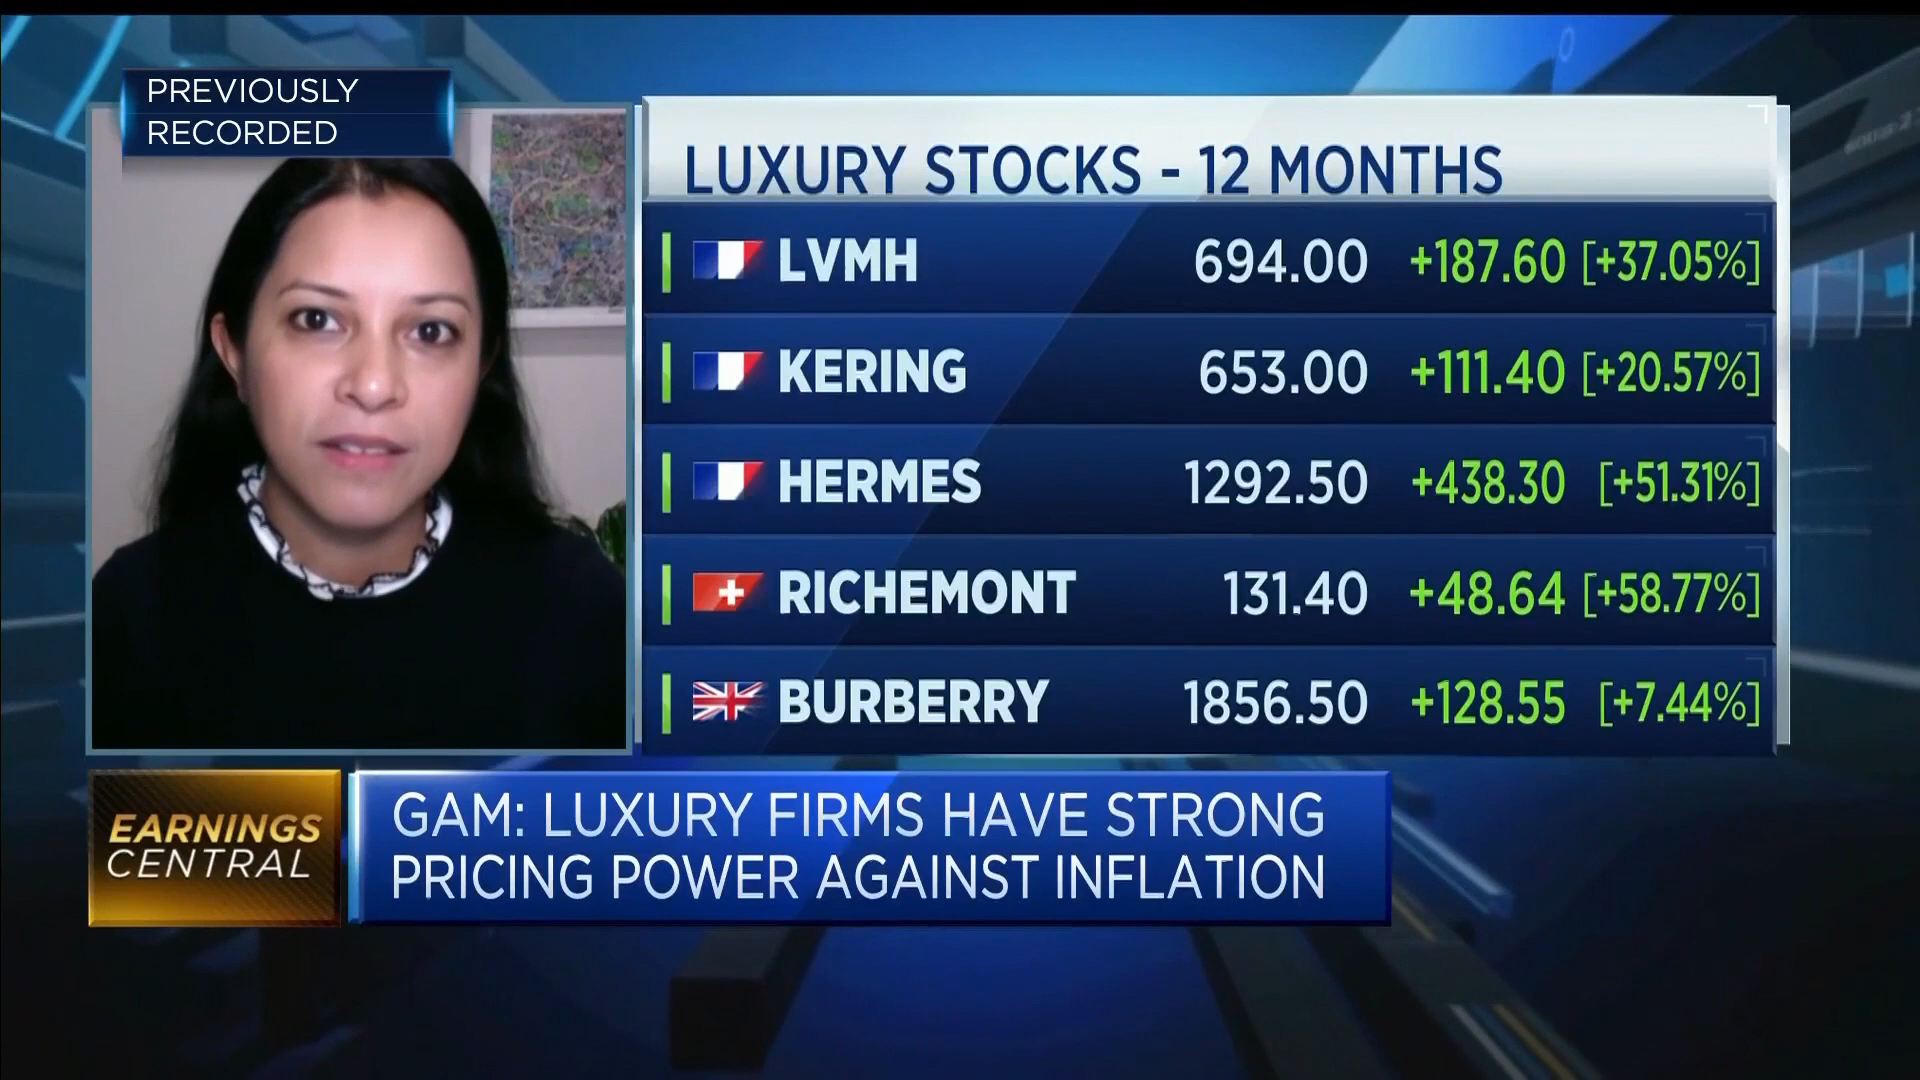 PREVIOUSLY
RECORDED
LUXURY STOCKS - 12 MONTHS
LVMH 694.00 +187.60 [+37.05%]
KERING 653.00 +111.40 [+20.57%]
HERMES 1292.50 +438.30 [+51.31%]
RICHEMONT 131.40 +48.64 [+58.77%]
BURBERRY 1856.50 +128.55 [+7.44%]
EARNINGS
CENTRAL
GAM: LUXURY FIRMS HAVE STRONG
PRICING POWER AGAINST INFLATION